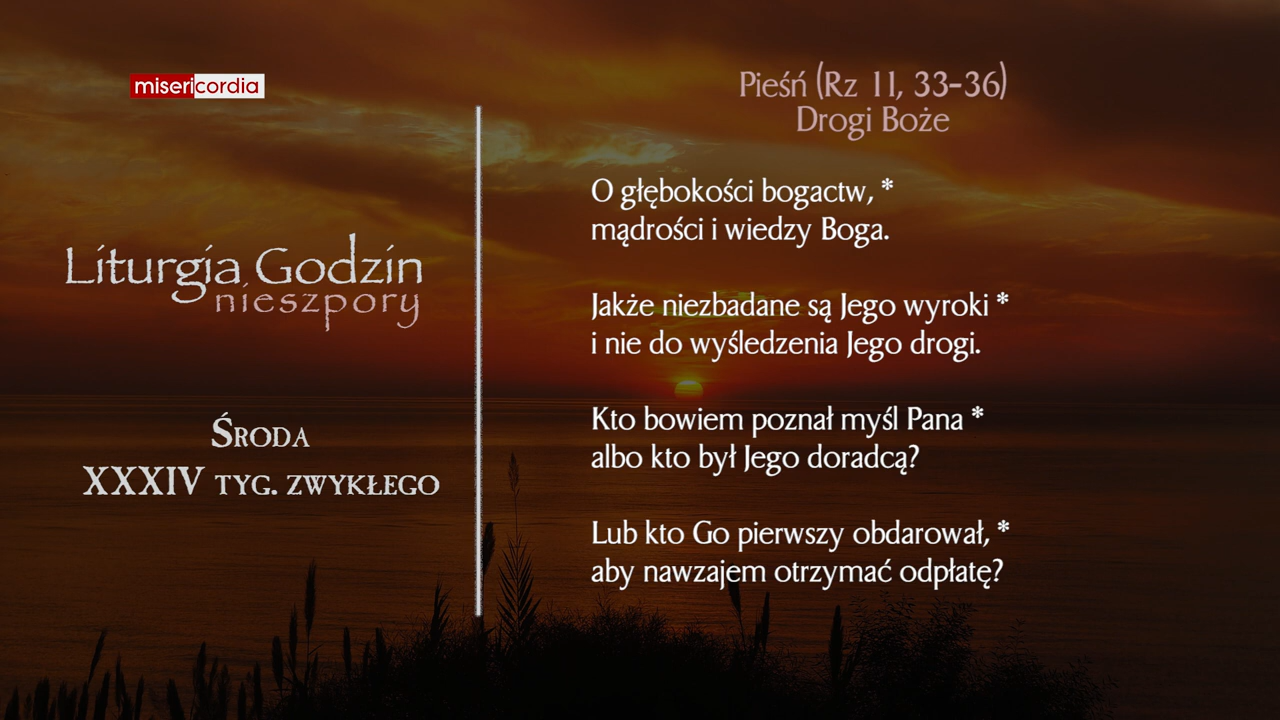 misericordia
Liturgia Godzin
nieszpory
Środa
XXXIV tyg. zwykłego
Pieśń (Rz 11, 33-36)
Drogi Boże
O głębokości bogactw, *
mądrości i wiedzy Boga.
Jakże niezbadane są Jego wyroki *
i nie do wyśledzenia Jego drogi.
Kto bowiem poznał myśl Pana *
albo kto był Jego doradcą?
Lub kto Go pierwszy obdarował, *
aby nawzajem otrzymać odpłatę?